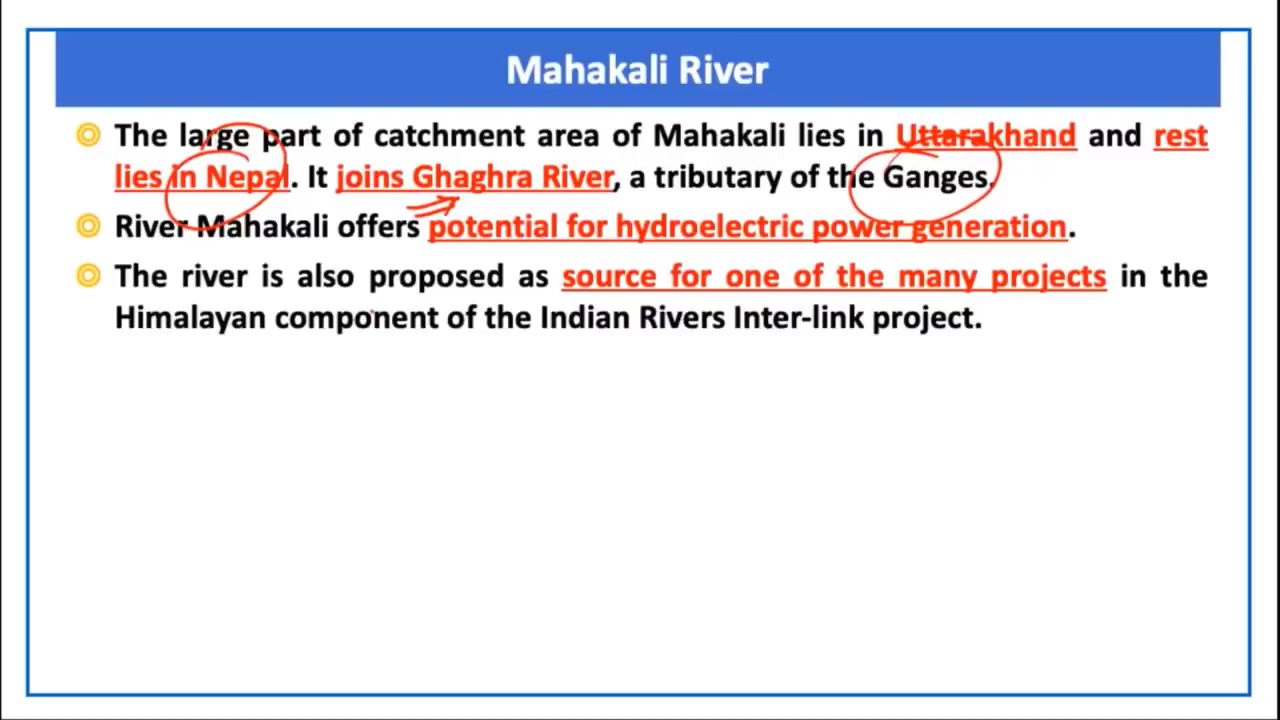 Mahakali River
The large part of catchment area of Mahakali lies in Uttarakhand and rest
lies in Nepal. It joins Ghaghra River, a tributary of the Ganges.
River Mahakali offers potential for hydroelectric power generation.
The river is also proposed as source for one of the many projects in the
Himalayan component of the Indian Rivers Inter-link project.